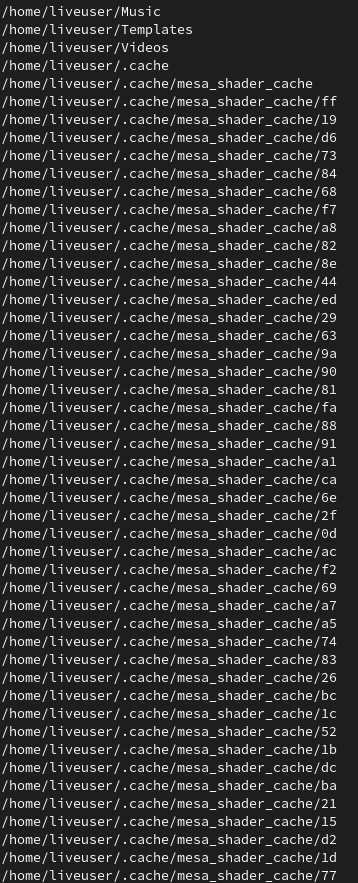 /home/liveuser/Music
/home/liveuser/Templates
/home/liveuser/Videos
/home/liveuser/.cache
/home/liveuser/.cache/mesa_shader_cache
/home/liveuser/.cache/mesa_shader_cache/ff
/home/liveuser/.cache/mesa_shader_cache/19
/home/liveuser/.cache/mesa_shader_cache/d6
/home/liveuser/.cache/mesa_shader_cache/73
/home/liveuser/.cache/mesa_shader_cache/84
/home/liveuser/.cache/mesa_shader_cache/68
/home/liveuser/.cache/mesa_shader_cache/f7
/home/liveuser/.cache/mesa_shader_cache/a8
/home/liveuser/.cache/mesa_shader_cache/82
/home/liveuser/.cache/mesa_shader_cache/8e
/home/liveuser/.cache/mesa_shader_cache/44
/home/liveuser/.cache/mesa_shader_cache/ed
/home/liveuser/.cache/mesa_shader_cache/29
/home/liveuser/.cache/mesa_shader_cache/63
/home/liveuser/.cache/mesa_shader_cache/9a
/home/liveuser/.cache/mesa_shader_cache/90
/home/liveuser/.cache/mesa_shader_cache/81
/home/liveuser/.cache/mesa_shader_cache/fa
/home/liveuser/.cache/mesa_shader_cache/88
/home/liveuser/.cache/mesa_shader_cache/91
/home/liveuser/.cache/mesa_shader_cache/a1
/home/liveuser/.cache/mesa_shader_cache/ca
/home/liveuser/.cache/mesa_shader_cache/6e
/home/liveuser/.cache/mesa_shader_cache/2f
/home/liveuser/.cache/mesa_shader_cache/0d
/home/liveuser/.cache/mesa_shader_cache/ac
/home/liveuser/.cache/mesa_shader_cache/f2
/home/liveuser/.cache/mesa_shader_cache/69
/home/liveuser/.cache/mesa_shader_cache/a7
/home/liveuser/.cache/mesa_shader_cache/a5
/home/liveuser/.cache/mesa_shader_cache/74
/home/liveuser/.cache/mesa_shader_cache/83
/home/liveuser/.cache/mesa_shader_cache/26
/home/liveuser/.cache/mesa_shader_cache/bc
/home/liveuser/.cache/mesa_shader_cache/1c
/home/liveuser/.cache/mesa_shader_cache/52
/home/liveuser/.cache/mesa_shader_cache/1b
/home/liveuser/.cache/mesa_shader_cache/dc
/home/liveuser/.cache/mesa_shader_cache/ba
/home/liveuser/.cache/mesa_shader_cache/21
/home/liveuser/.cache/mesa_shader_cache/15
/home/liveuser/.cache/mesa_shader_cache/d2
/home/liveuser/.cache/mesa_shader_cache/1d
/home/liveuser/.cache/mesa_shader_cache/77